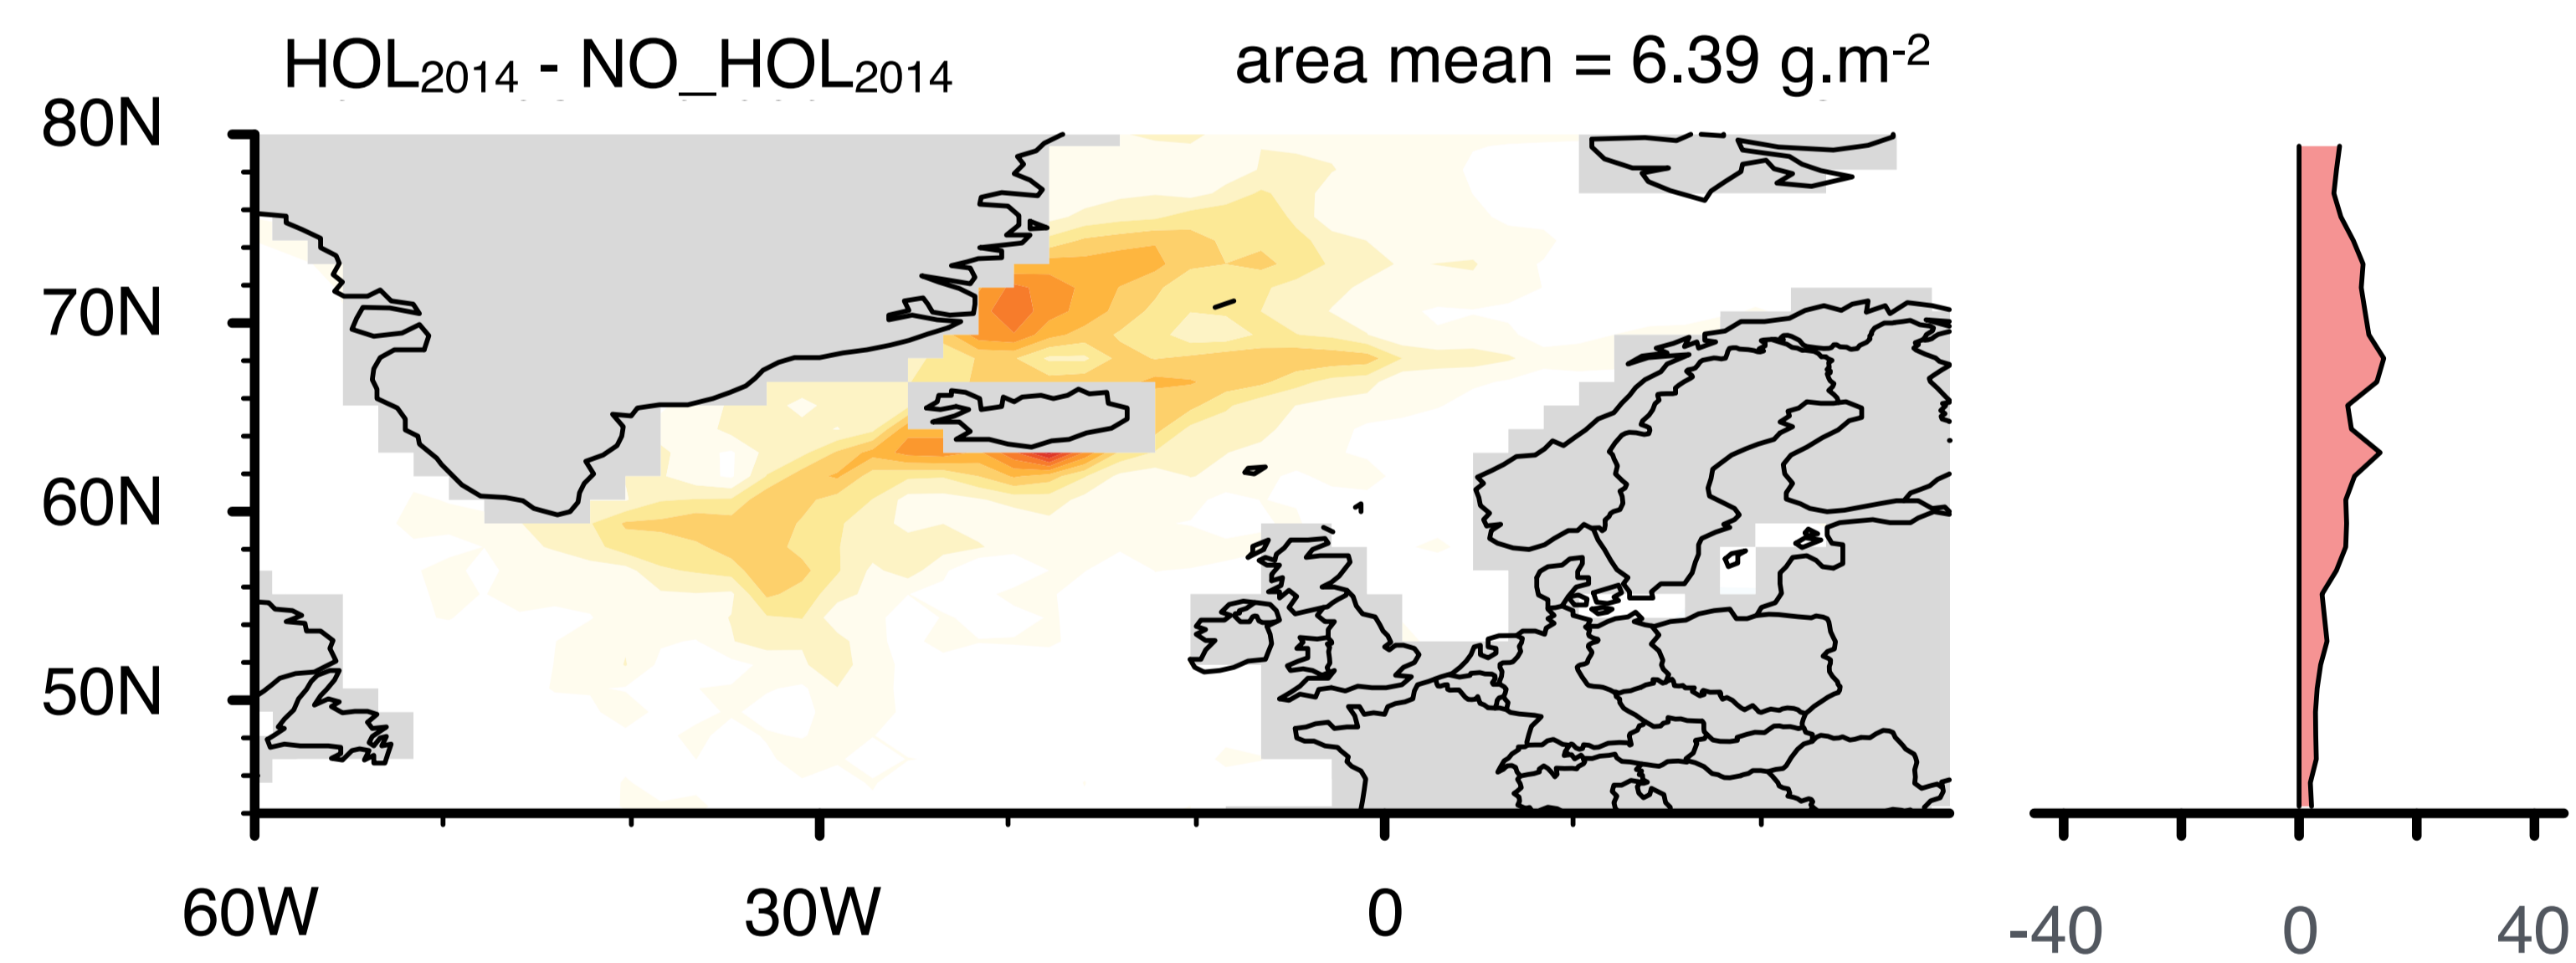 HOL₂₀₁₄ - NO_HOL₂₀₁₄ area mean = 6.39 g.m⁻²
80N
70N
60N
50N
60W 30W 0 -40 0 40